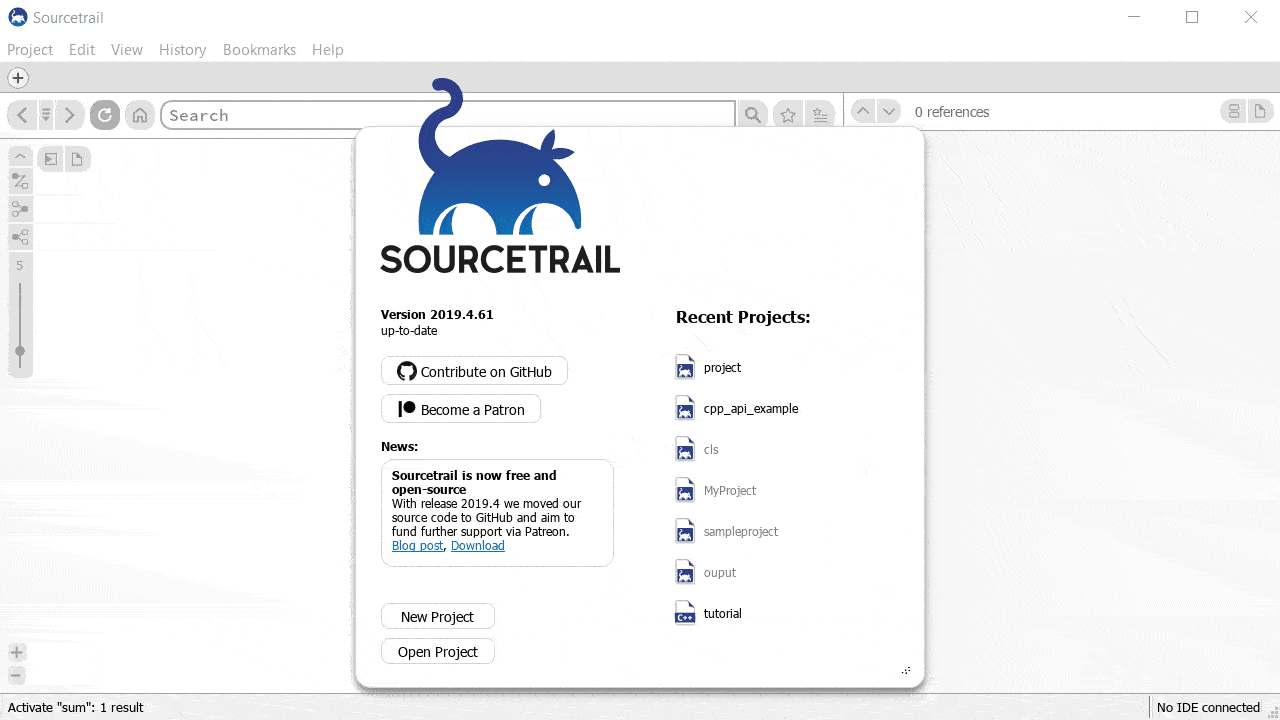 Sourcetrail
Project Edit View History Bookmarks Help
Search
0 references
5
SOURCETRAIL
Version 2019.4.61
up-to-date
Contribute on GitHub
Become a Patron
News:
Sourcetrail is now free and
open-source
With release 2019.4 we moved our
source code to GitHub and aim to
fund further support via Patreon.
Blog post, Download
New Project
Open Project
Recent Projects:
project
cpp_api_example
cls
MyProject
sampleproject
ouput
C++ tutorial
Activate "sum": 1 result
No IDE connected